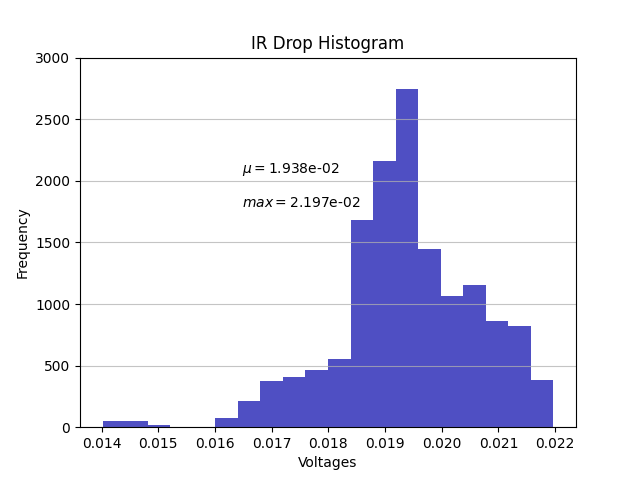 IR Drop Histogram
3000
2500
2000
1500
1000
500
0
μ = 1.938e-02
max = 2.197e-02
Frequency
0.014 0.015 0.016 0.017 0.018 0.019 0.020 0.021 0.022
Voltages